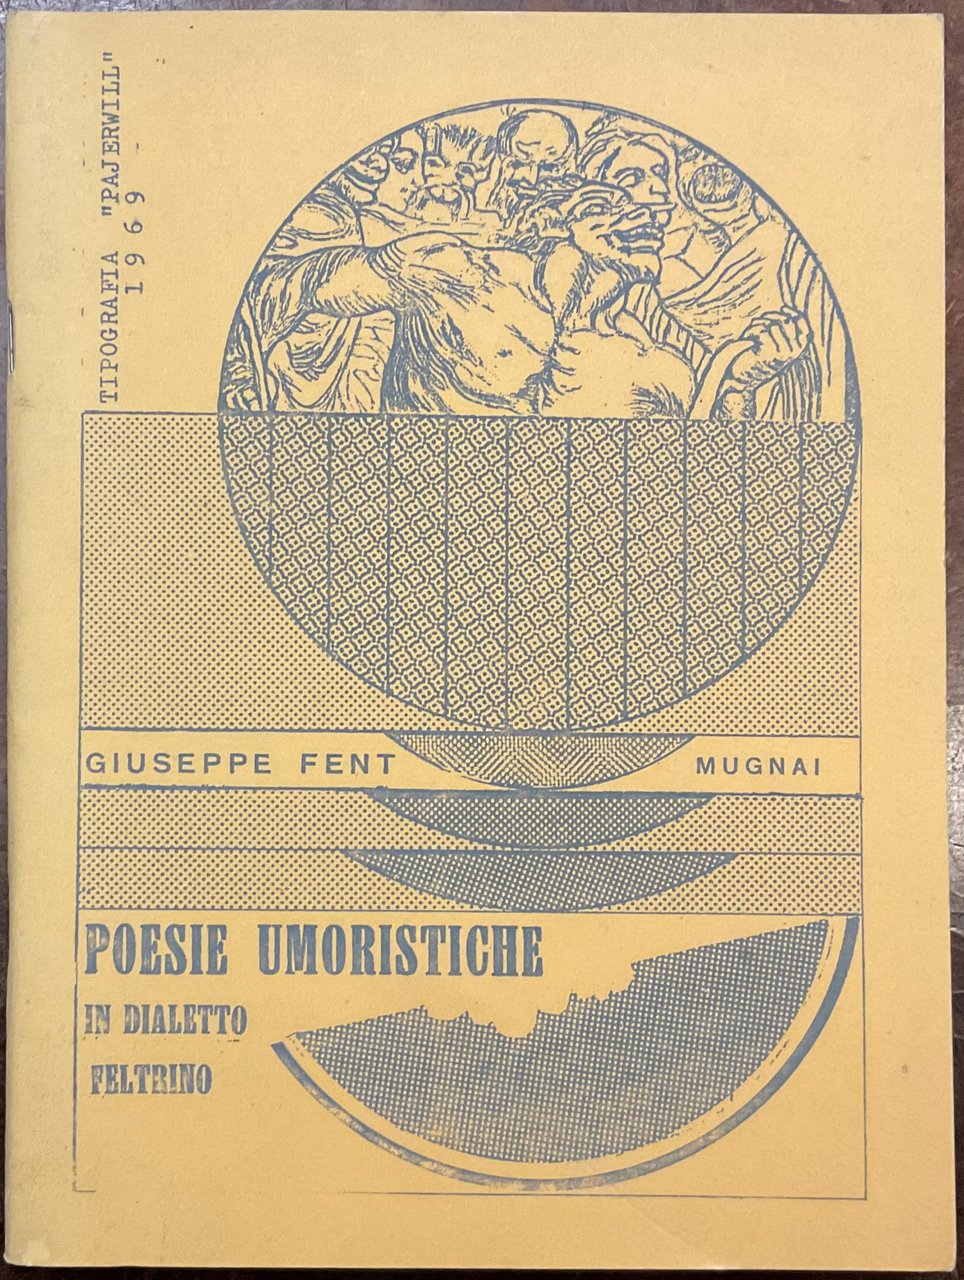 TIPOGRAFIA "PAJERWILL"
1969
GIUSEPPE FENT MUGNAI
POESIE UMORISTICHE
IN DIALETTO
FELTRINO